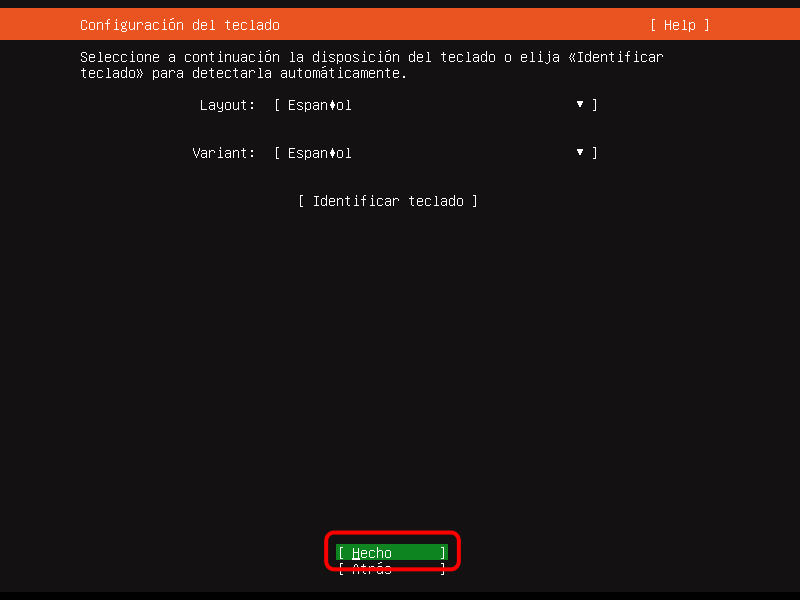 Configuración del teclado [ Help ]
Seleccione a continuación la disposición del teclado o elija «Identificar
teclado» para detectarla automáticamente.
Layout: [ Espan♦ol ▾ ]
Variant: [ Espan♦ol ▾ ]
[ Identificar teclado ]
[ Hecho ]
[ Atrás ]